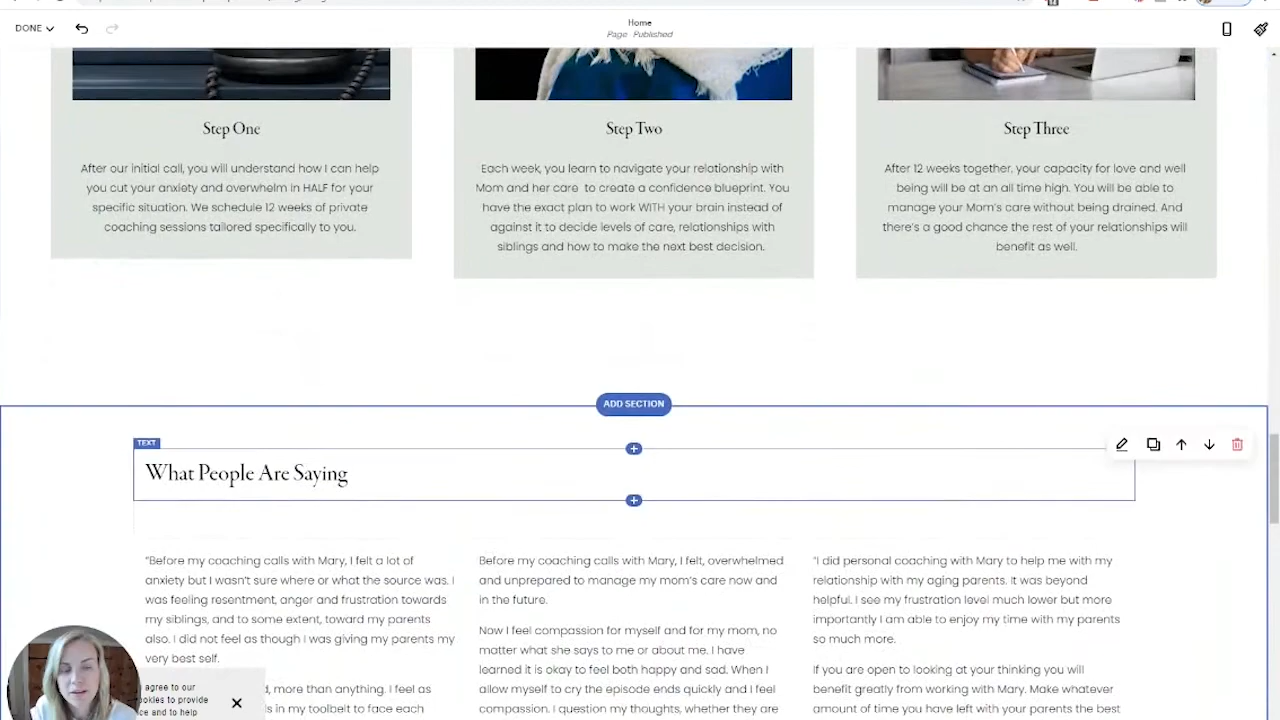 DONE
Home
Page · Published
Step One
After our initial call, you will understand how I can help
you cut your anxiety and overwhelm in HALF for your
specific situation. We schedule 12 weeks of private
coaching sessions tailored specifically to you.
Step Two
Each week, you learn to navigate your relationship with
Mom and her care to create a confidence blueprint. You
have the exact plan to work WITH your brain instead of
against it to decide levels of care, relationships with
siblings and how to make the next best decision.
Step Three
After 12 weeks together, your capacity for love and well
being will be at an all time high. You will be able to
manage your Mom's care without being drained. And
there's a good chance the rest of your relationships will
benefit as well.
ADD SECTION
TEXT
What People Are Saying
"Before my coaching calls with Mary, I felt a lot of
anxiety but I wasn't sure where or what the source was. I
was feeling resentment, anger and frustration towards
my siblings, and to some extent, toward my parents
also. I did not feel as though I was giving my parents my
very best self.
d, more than anything. I feel as
ls in my toolbelt to face each
Before my coaching calls with Mary, I felt, overwhelmed
and unprepared to manage my mom's care now and
in the future.
Now I feel compassion for myself and for my mom, no
matter what she says to me or about me. I have
learned it is okay to feel both happy and sad. When I
allow myself to cry the episode ends quickly and I feel
compassion. I question my thoughts, whether they are
"I did personal coaching with Mary to help me with my
relationship with my aging parents. It was beyond
helpful. I see my frustration level much lower but more
importantly I am able to enjoy my time with my parents
so much more.
If you are open to looking at your thinking you will
benefit greatly from working with Mary. Make whatever
amount of time you have left with your parents the best
agree to our
ookies to provide
ce and to help